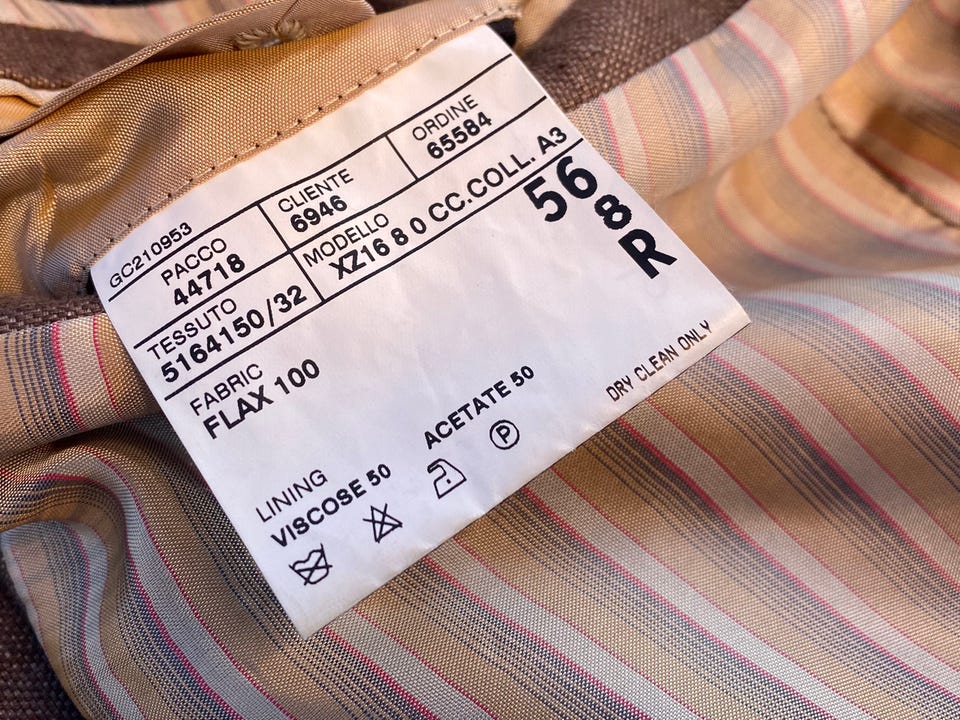 GC210953
PACCO
44718
CLIENTE
6946
ORDINE
65584
TESSUTO
5164150/32
MODELLO
XZ16 8 0 CC.COLL. A3
56
8
R
FABRIC
FLAX 100
LINING
VISCOSE 50 ACETATE 50
P
DRY CLEAN ONLY